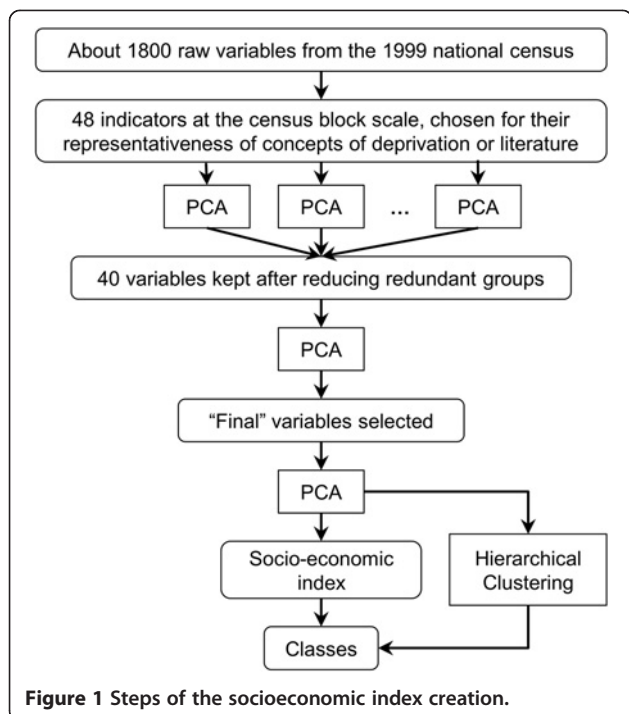 About 1800 raw variables from the 1999 national census
48 indicators at the census block scale, chosen for their
representativeness of concepts of deprivation or literature
PCA PCA ... PCA
40 variables kept after reducing redundant groups
PCA
“Final” variables selected
PCA
Socio-economic
index
Hierarchical
Clustering
Classes
Figure 1 Steps of the socioeconomic index creation.